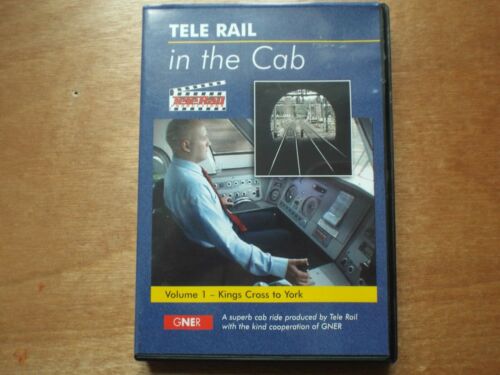 TELE RAIL
in the Cab
Tele Rail
Volume 1 – Kings Cross to York
GNER
A superb cab ride produced by Tele Rail
with the kind cooperation of GNER